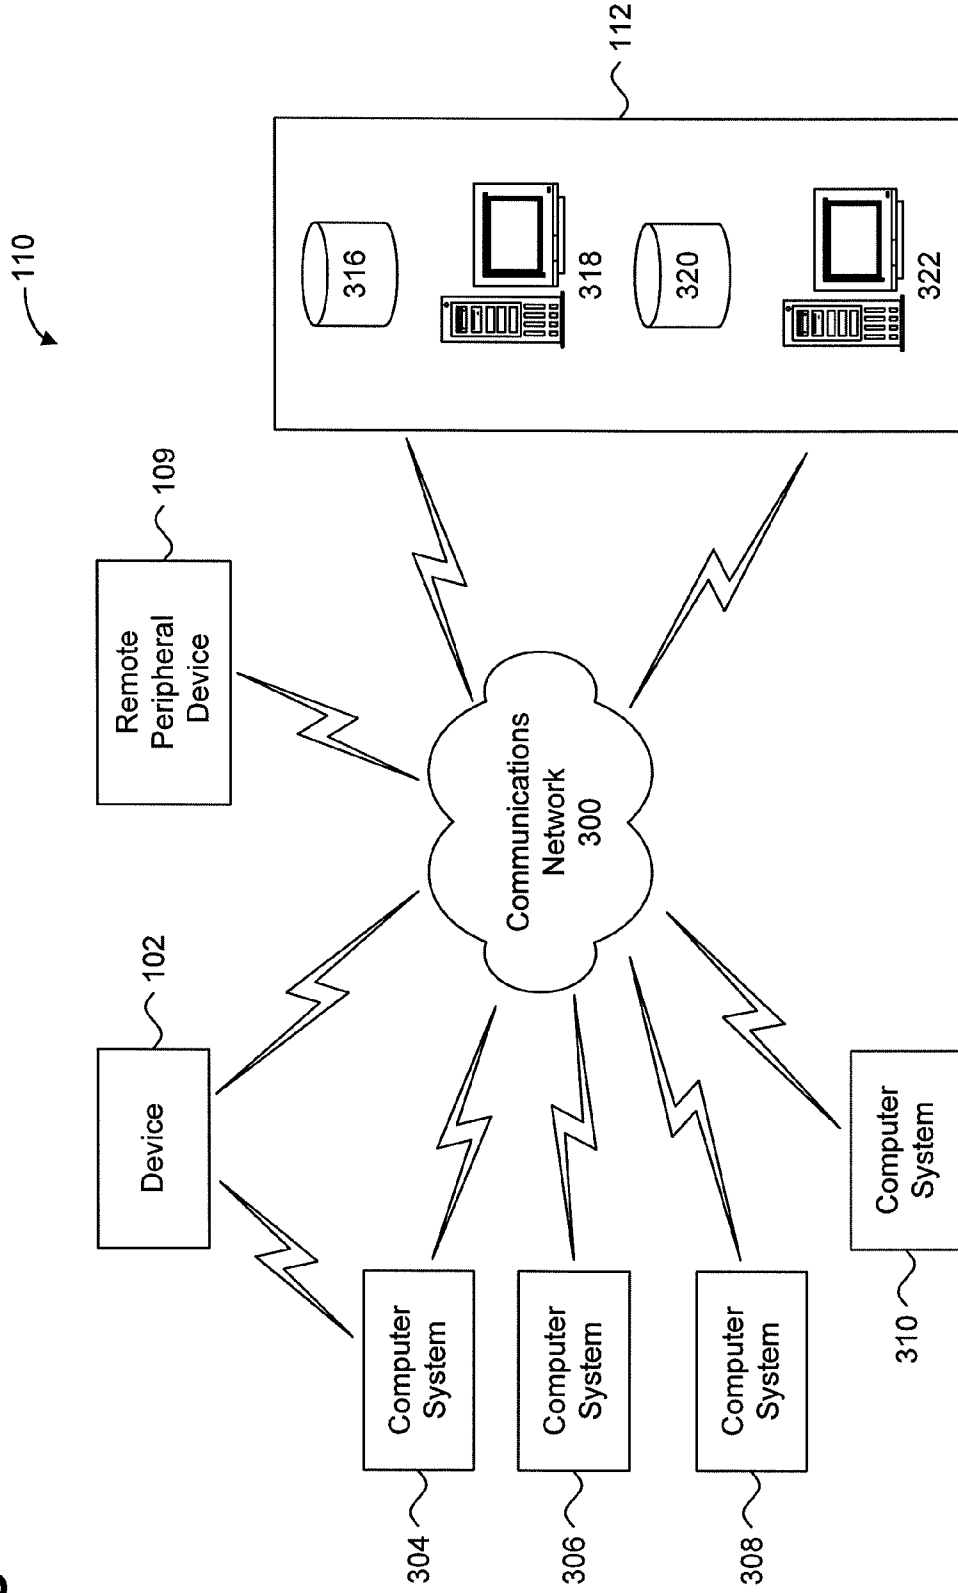 110
Device
102
Remote
Peripheral
Device
109
112
316
318
320
322
Communications
Network
300
Computer
System
304
Computer
System
306
Computer
System
308
Computer
System
310